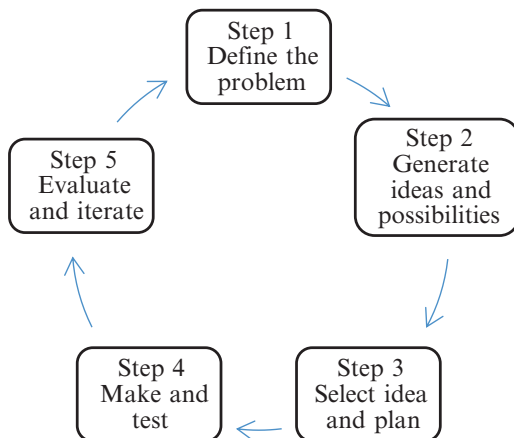 Step 1
Define the
problem
Step 2
Generate
ideas and
possibilities
Step 3
Select idea
and plan
Step 4
Make and
test
Step 5
Evaluate
and iterate